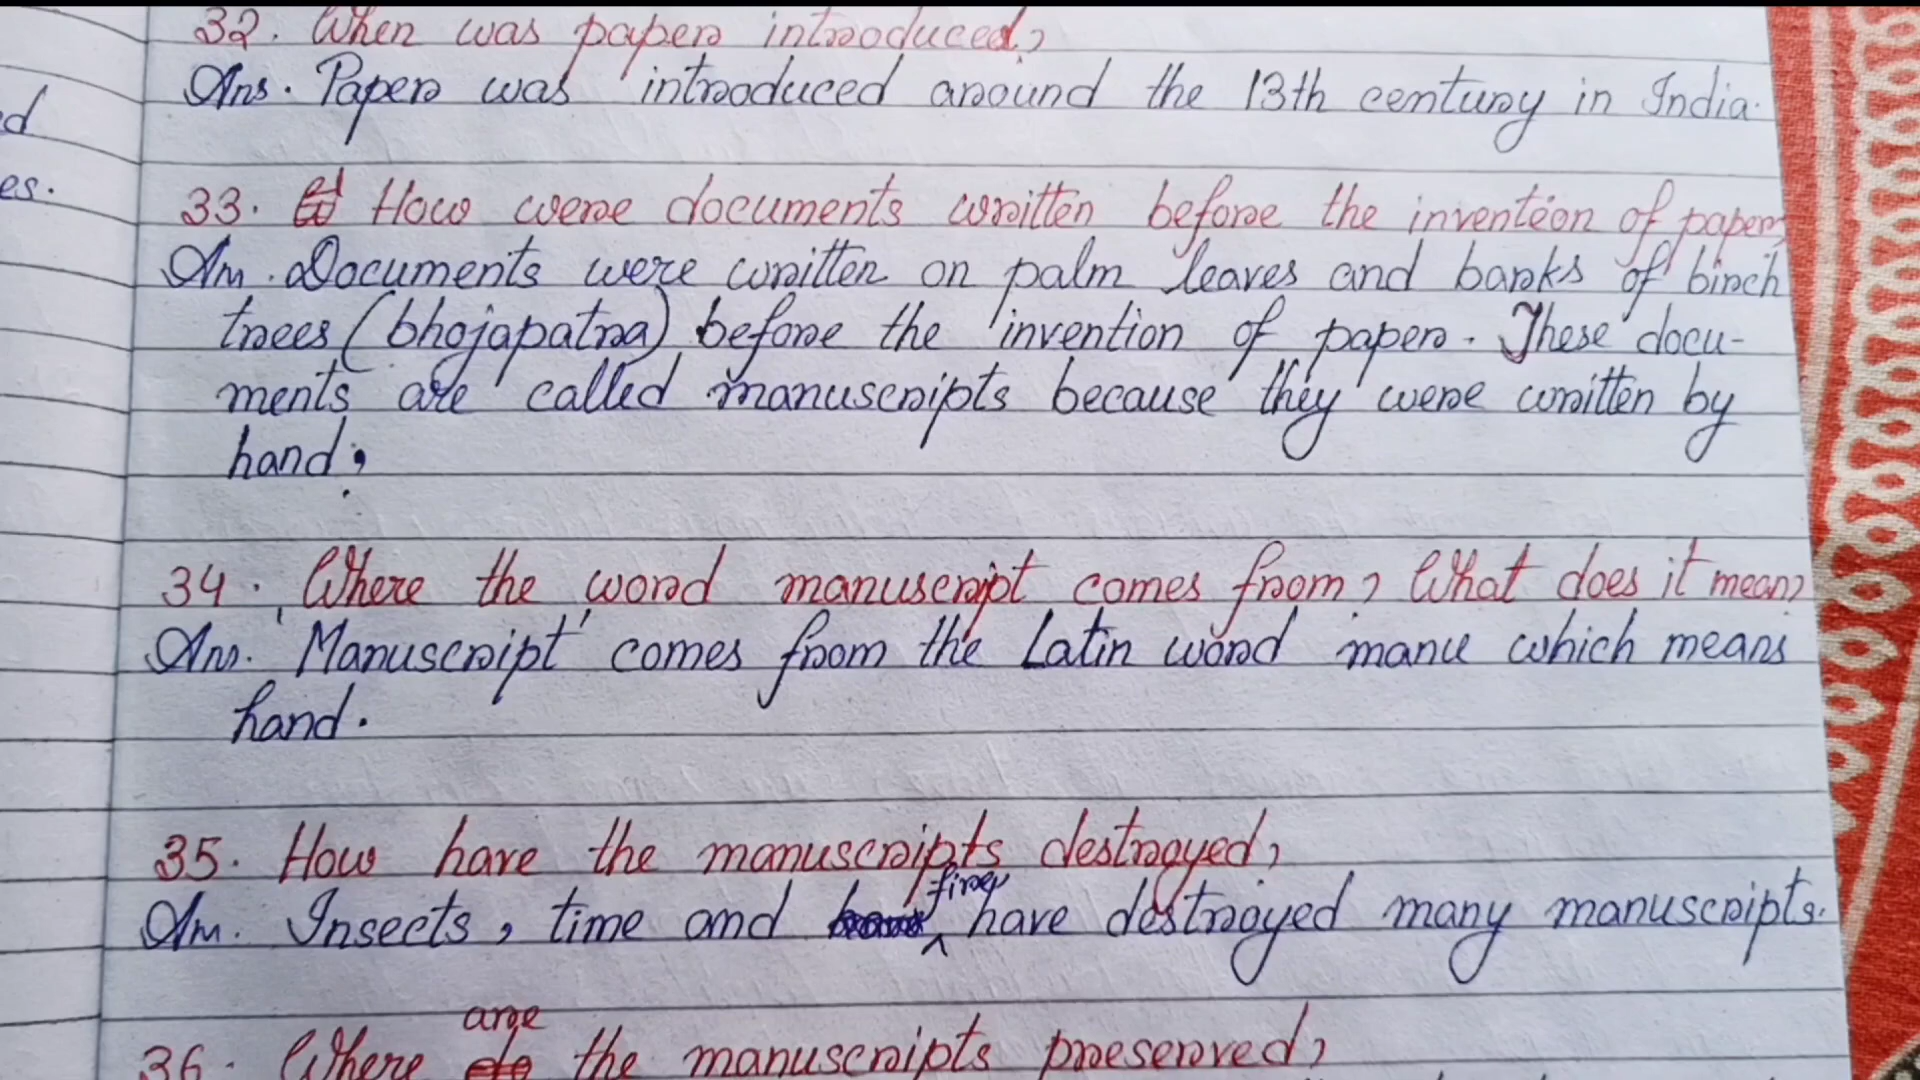 d
es.
32. When was paper introduced?
Ans. Paper was introduced around the 13th century in India.
33. How were documents written before the invention of paper?
Ans. Documents were written on palm leaves and barks of birch
trees (bhojapatra) before the invention of paper. These docu-
ments are called manuscripts because they were written by
hand.
34. Where the word manuscript comes from? What does it mean?
Ans. 'Manuscript' comes from the Latin word manu which means
hand.
35. How have the manuscripts destroyed?
Ans. Insects, time and fire have destroyed many manuscripts.
36. Where are the manuscripts preserved?